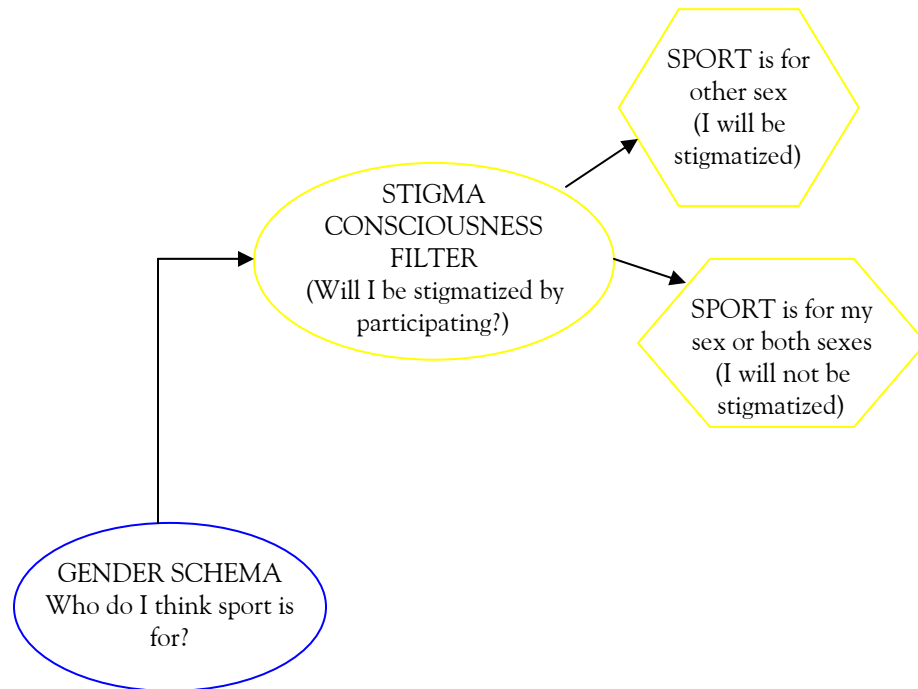 SPORT is for
other sex
(I will be
stigmatized)
STIGMA
CONSCIOUSNESS
FILTER
(Will I be stigmatized by
participating?)
SPORT is for my
sex or both sexes
(I will not be
stigmatized)
GENDER SCHEMA
Who do I think sport is
for?